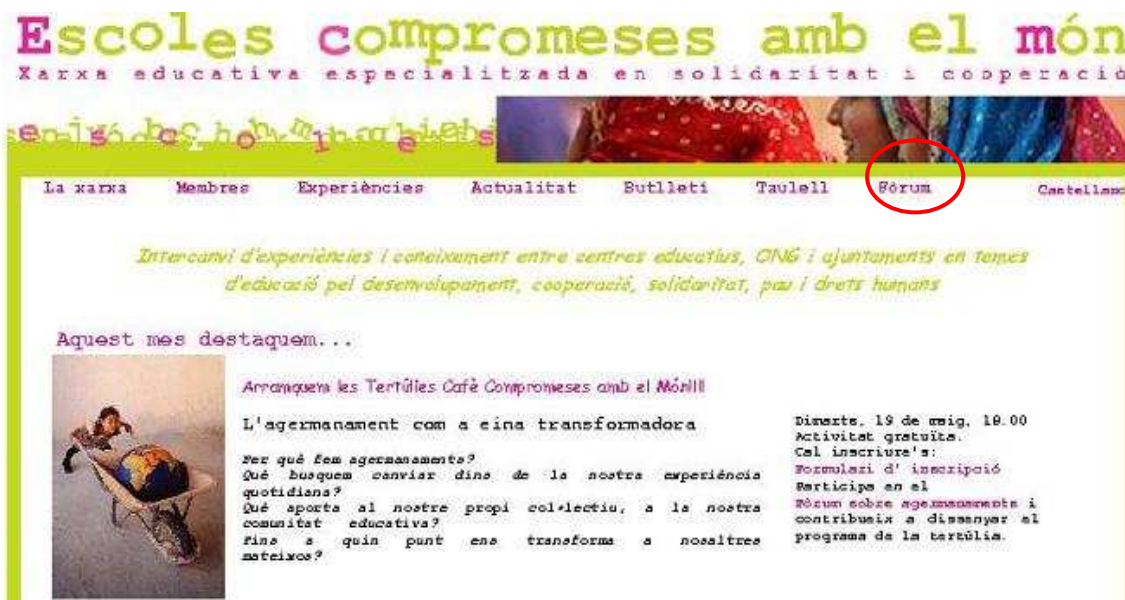 Escoles compromeses amb el món
Xarxa educativa especialitzada en solidaritat i cooperació
La xarxa Membres Experiències Actualitat Butlletí Taulell Fòrum Castellano
Intercanvi d'experiències i coneixement entre centres educatius, ONG i ajuntaments en temes
d'educació pel desenvolupament, cooperació, solidaritat, pau i drets humans
Aquest mes destaquem...
Arranquem les Tertúlies Cafè Compromeses amb el Món!!!
L'agermanament com a eina transformadora
Per què fem agermanaments?
Què busquem canviar dins de la nostra experiència
quotidiana?
Què aporta al nostre propi col·lectiu, a la nostra
comunitat educativa?
Fins a quin punt ens transforma a nosaltres
mateixos?
Dimarts, 19 de maig, 18.00
Activitat gratuïta.
Cal inscriure's:
Formulari d' inscripció
Participa en el
Fòrum sobre agermanaments i
contribueix a dissenyar el
programa de la tertúlia.